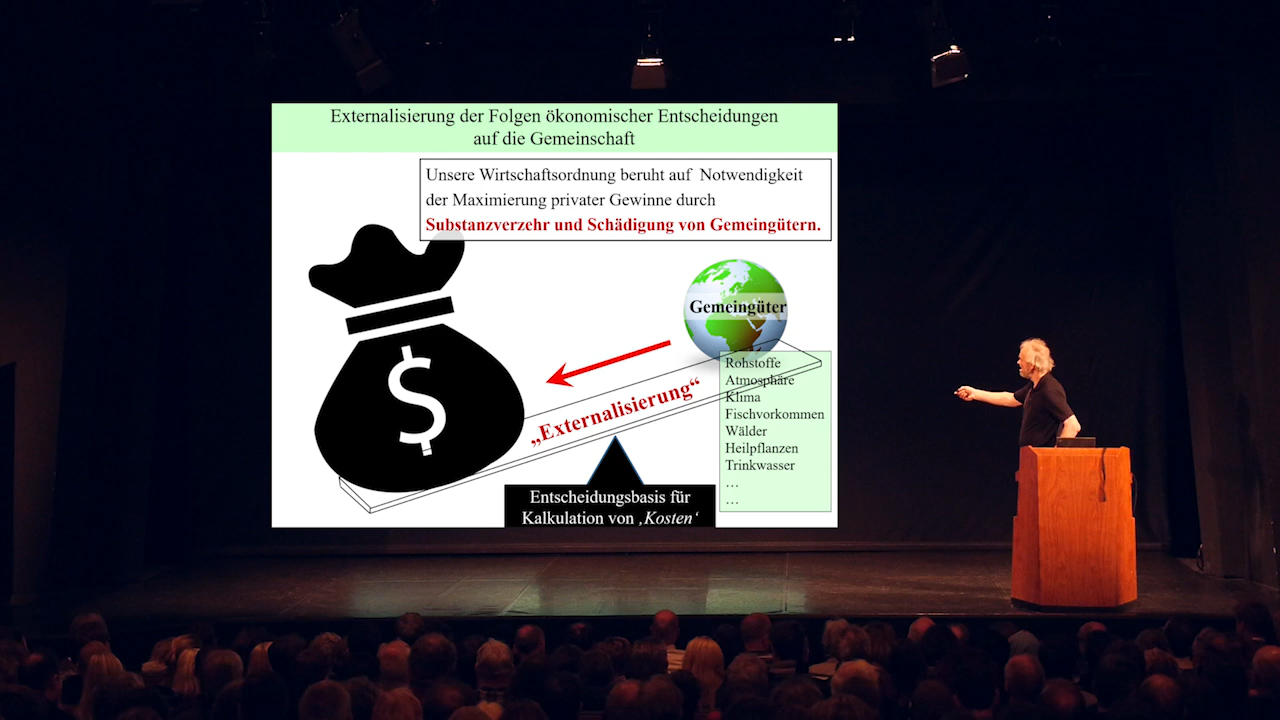 Externalisierung der Folgen ökonomischer Entscheidungen
auf die Gemeinschaft
Unsere Wirtschaftsordnung beruht auf Notwendigkeit
der Maximierung privater Gewinne durch
Substanzverzehr und Schädigung von Gemeingütern.
$
Gemeingüter
„Externalisierung“
Rohstoffe
Atmosphäre
Klima
Fischvorkommen
Wälder
Heilpflanzen
Trinkwasser
…
…
Entscheidungsbasis für
Kalkulation von ‚Kosten‘